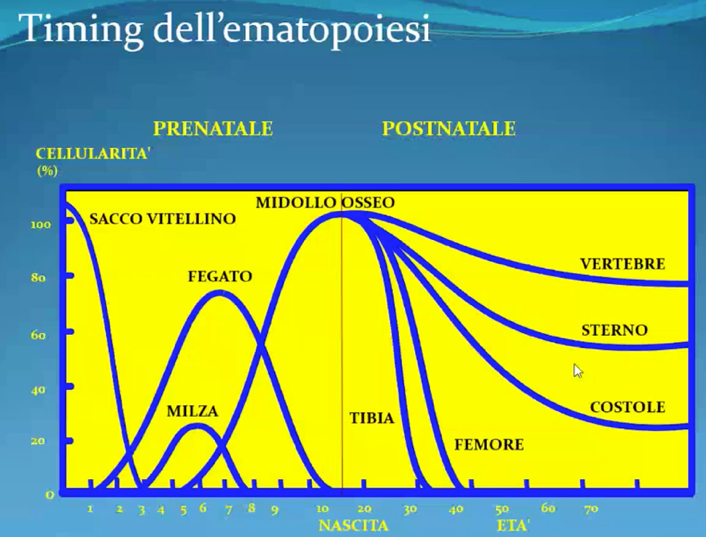 Timing dell'ematopoiesi
PRENATALE
POSTNATALE
CELLULARITA'
(%)
MIDOLLO OSSEO
100
SACCO VITELLINO
VERTEBRE
80
FEGATO
60
STERNO
40
MILZA
COSTOLE
TIBIA
20
FEMORE
0
1 2 3 4 5 6 7 8 9 10 20 30 40 50 60 70
NASCITA
ETA'